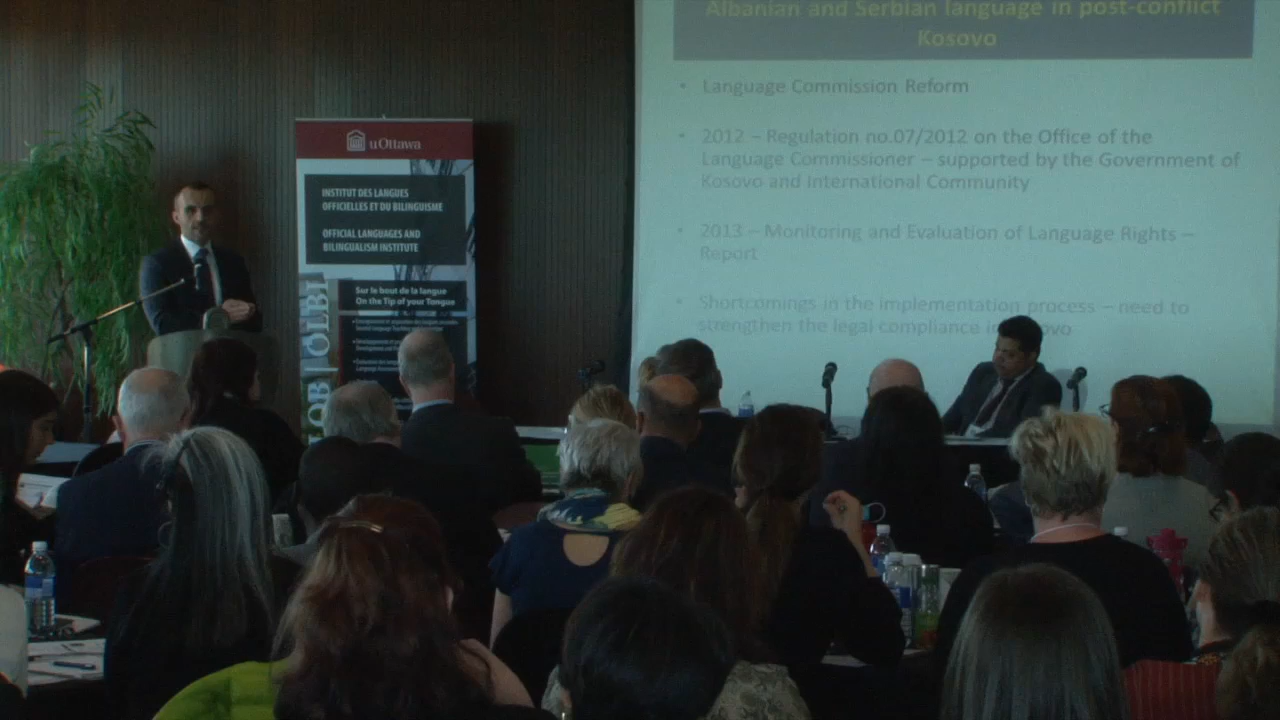 Albanian and Serbian language in post-conflict
Kosovo
• Language Commission Reform
• 2012 – Regulation no.07/2012 on the Office of the
Language Commissioner – supported by the Government of
Kosovo and International Community
• 2013 – Monitoring and Evaluation of Language Rights –
Report
• Shortcomings in the implementation process – need to
strengthen the legal compliance in
uOttawa
INSTITUT DES LANGUES
OFFICIELLES ET DU BILINGUISME
OFFICIAL LANGUAGES AND
BILINGUALISM INSTITUTE
Sur le bout de la langue
On the Tip of your Tongue
OLBI